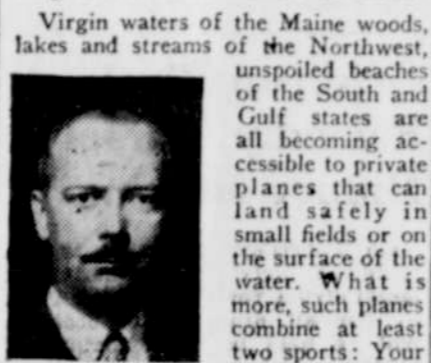 Virgin waters of the Maine woods,
lakes and streams of the Northwest,
unspoiled beaches
of the South and
Gulf states are
all becoming ac-
cessible to private
planes that can
land safely in
small fields or on
the surface of the
water. What is
more, such planes
combine at least
two sports: Your